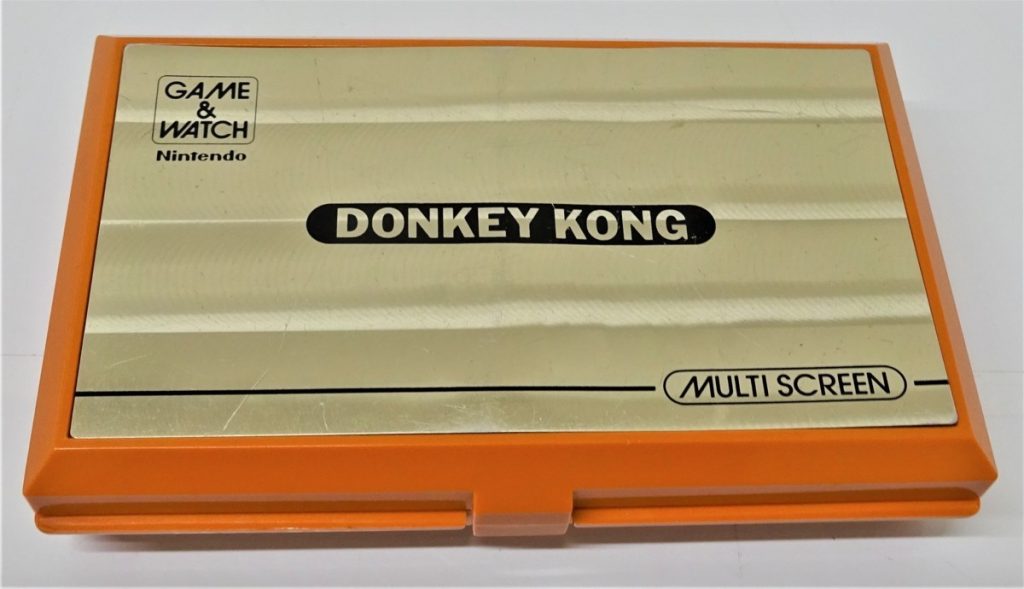 GAME
&
WATCH
Nintendo
DONKEY KONG
MULTI SCREEN